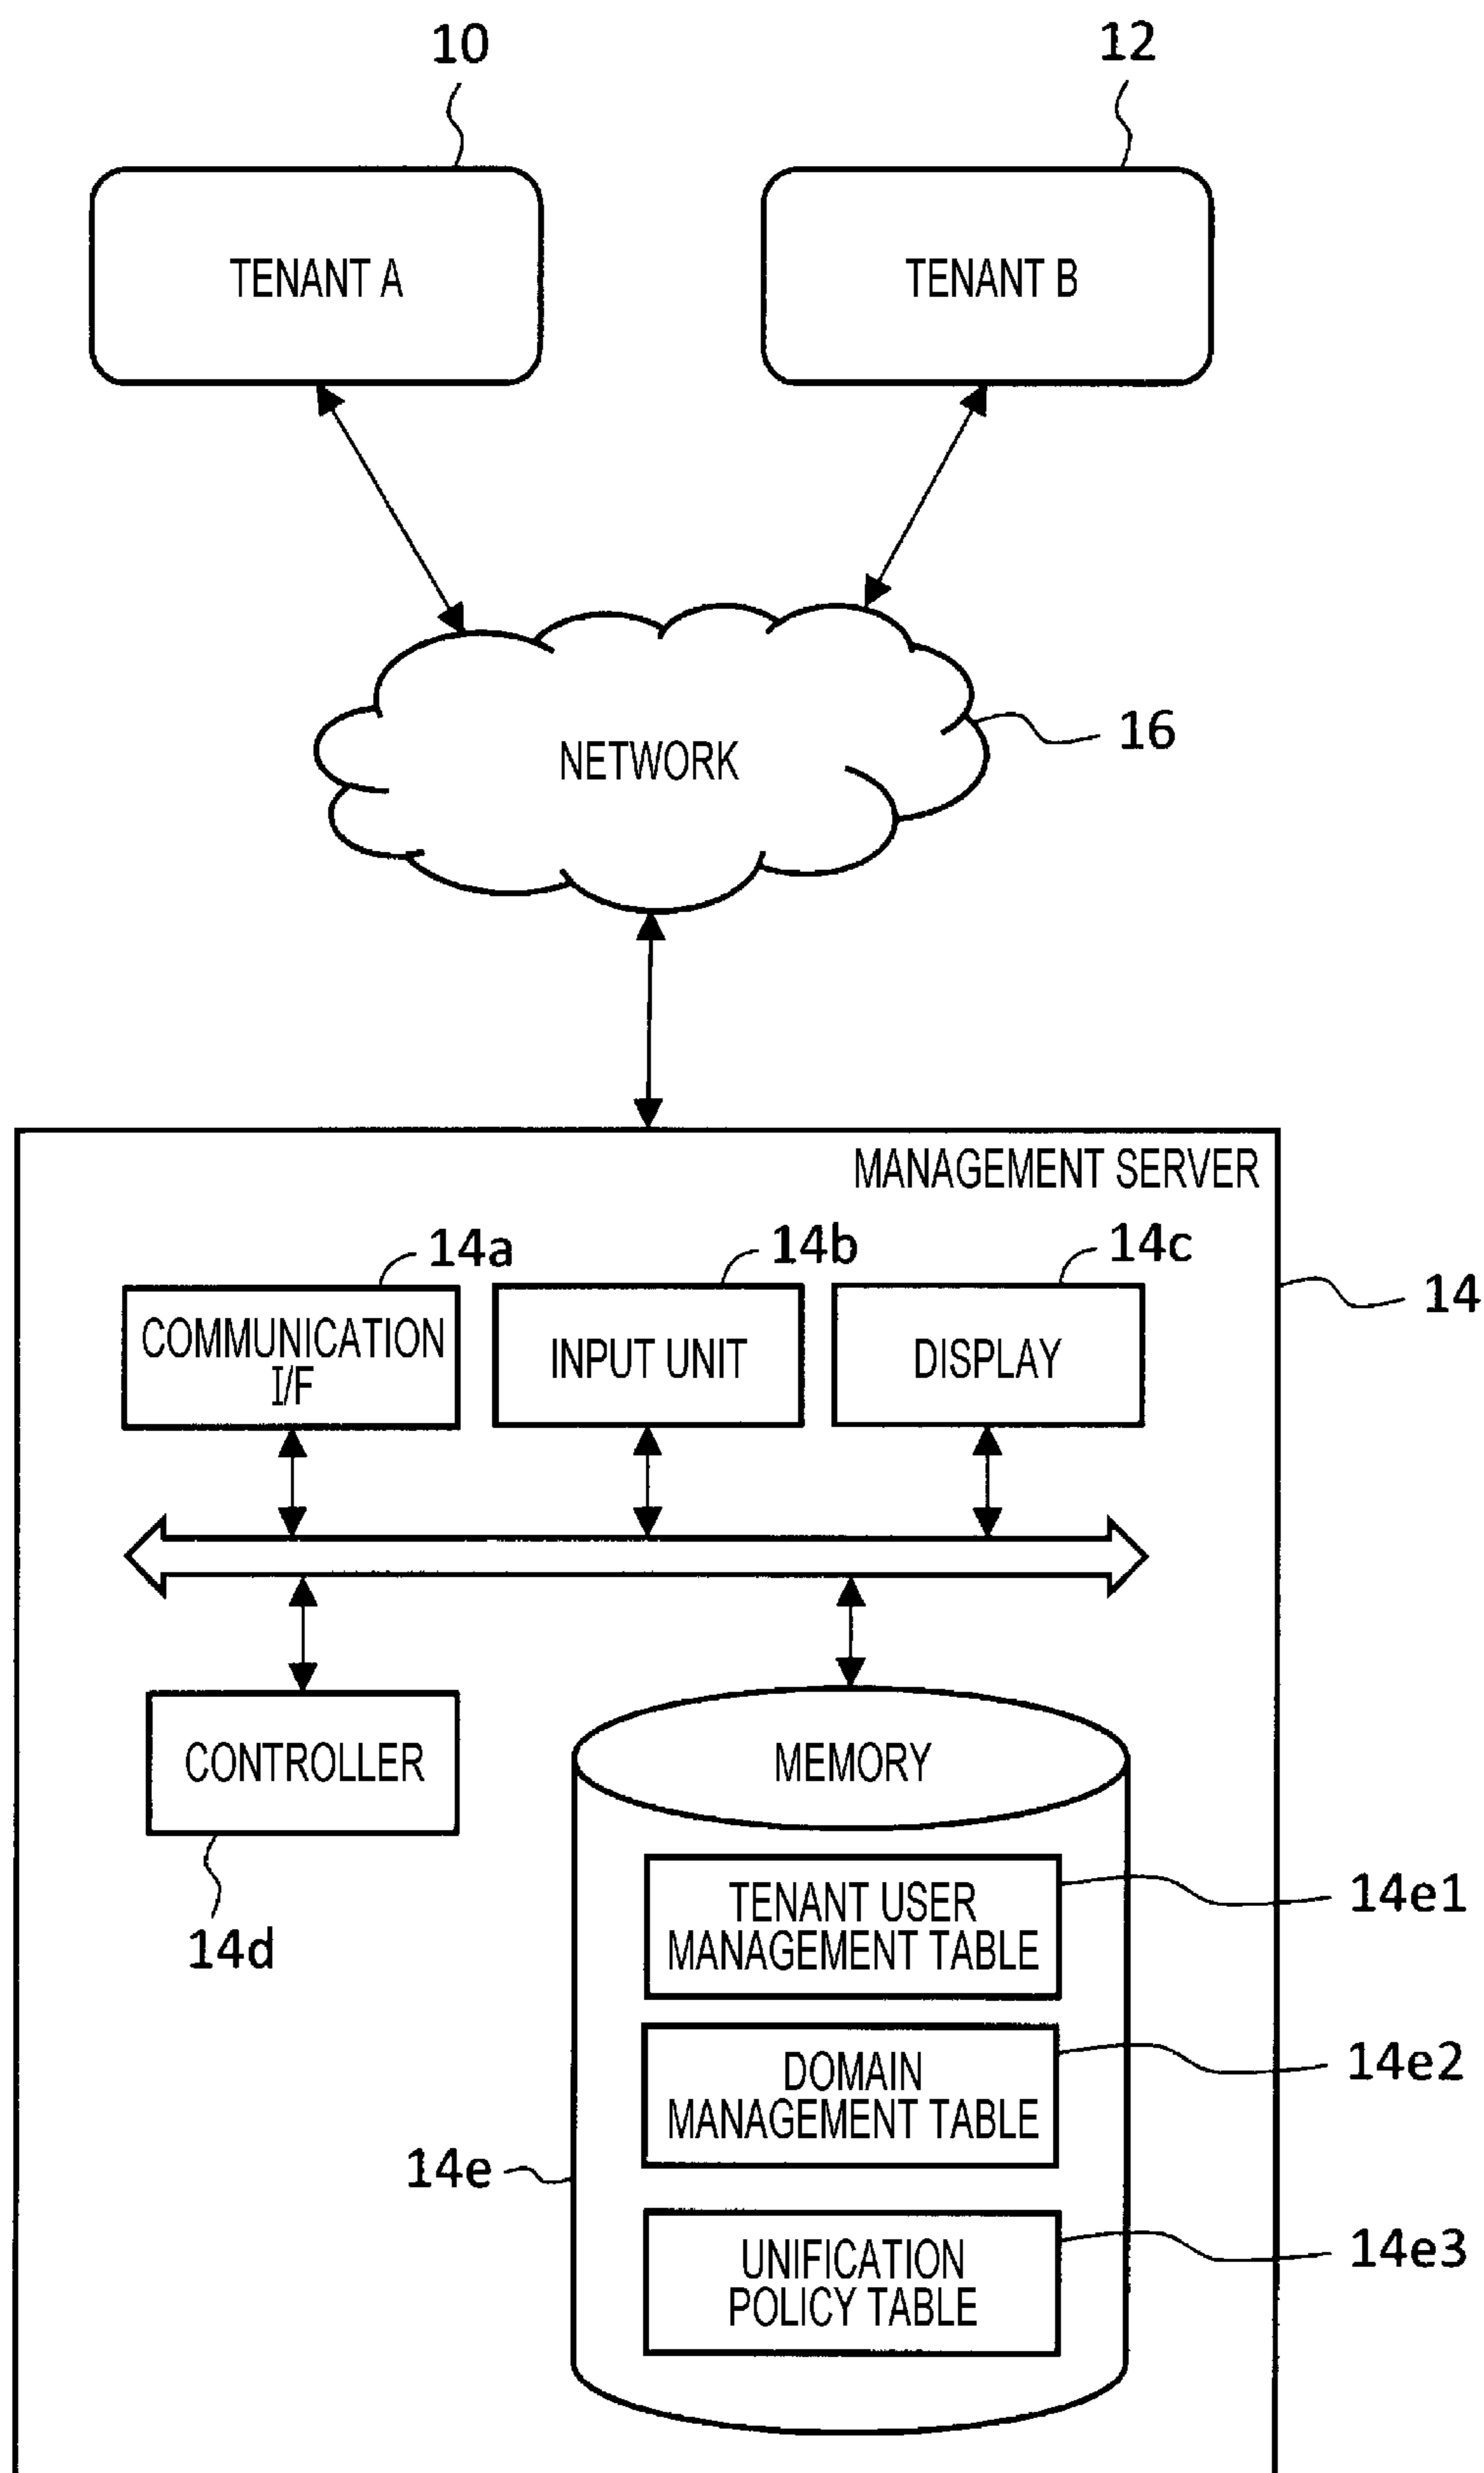 10
12
TENANT A
TENANT B
NETWORK
16
MANAGEMENT SERVER
14a
14b
14c
14
COMMUNICATION
I/F
INPUT UNIT
DISPLAY
CONTROLLER
14d
MEMORY
TENANT USER
MANAGEMENT TABLE
14e1
DOMAIN
MANAGEMENT TABLE
14e2
14e
UNIFICATION
POLICY TABLE
14e3